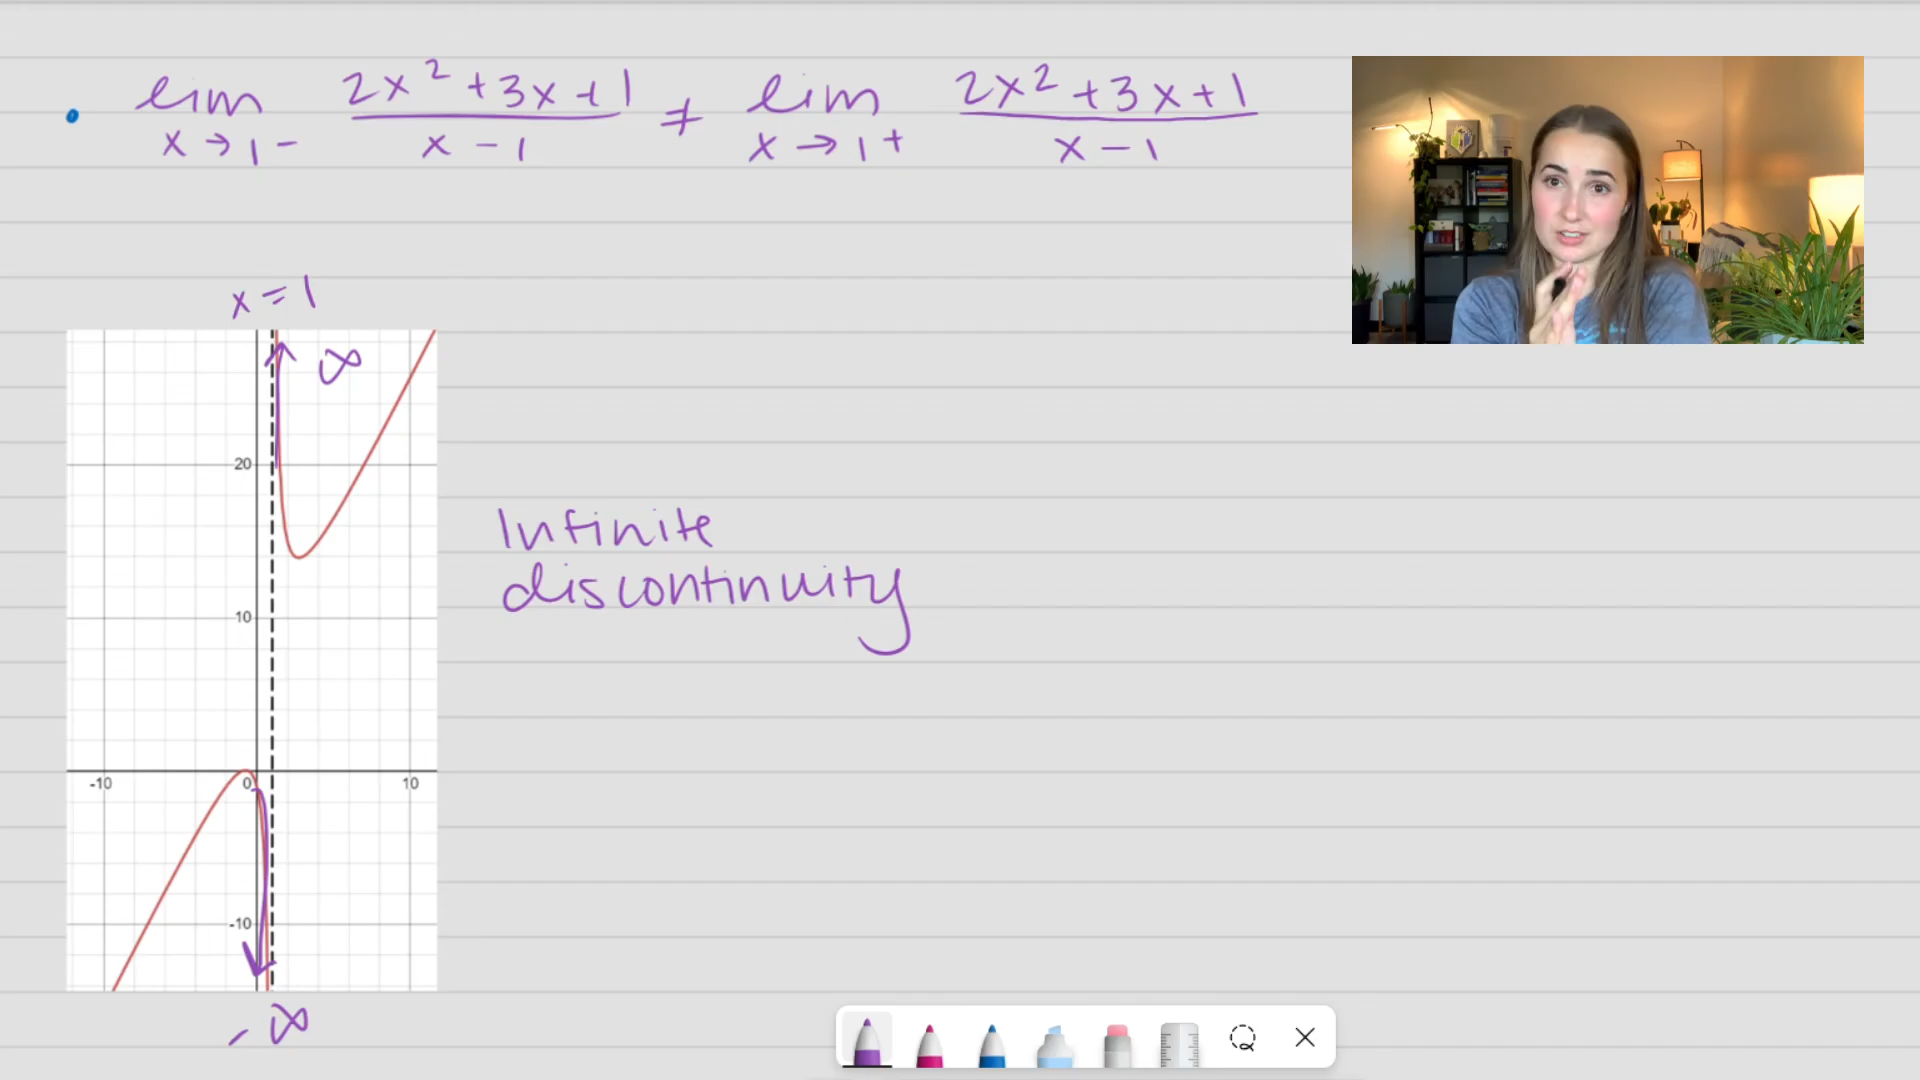 lim x→1- (2x²+3x+1)/(x-1) ≠ lim x→1+ (2x²+3x+1)/(x-1)
x=1
∞
20
Infinite
discontinuity
10
-10
0
10
-10
-∞